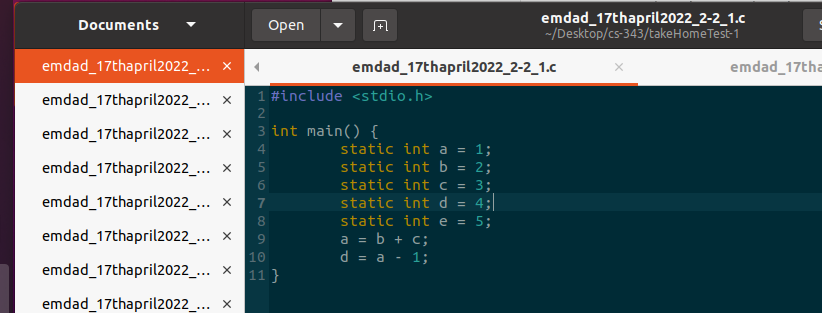 Documents
Open
emdad_17thapril2022_2-2_1.c
~/Desktop/cs-343/takeHomeTest-1
emdad_17thapril2022_...
emdad_17thapril2022_...
emdad_17thapril2022_...
emdad_17thapril2022_...
emdad_17thapril2022_...
emdad_17thapril2022_...
emdad_17thapril2022_...
emdad_17thapril2022_...
emdad_17thapril2022_2-2_1.c
emdad_17tha
1 #include <stdio.h>
2
3 int main() {
4 static int a = 1;
5 static int b = 2;
6 static int c = 3;
7 static int d = 4;
8 static int e = 5;
9 a = b + c;
10 d = a - 1;
11 }